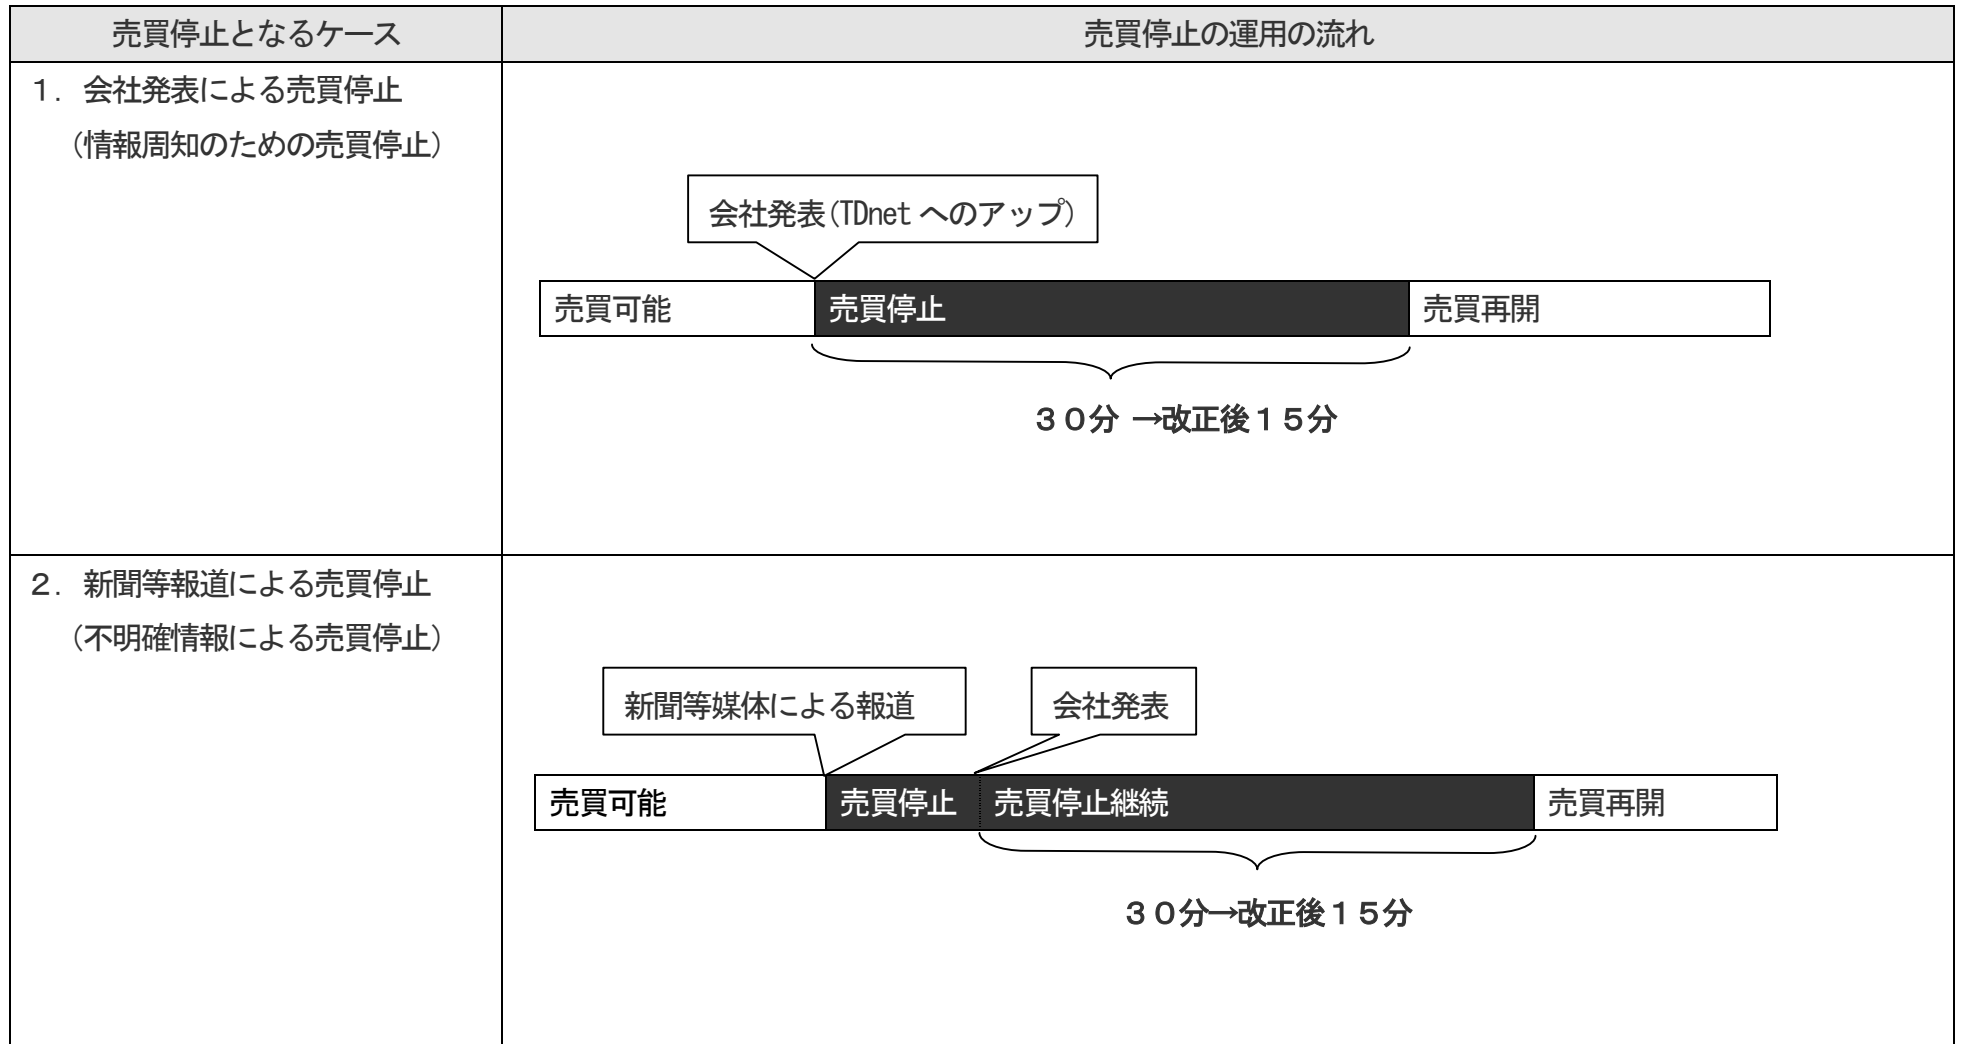 売買停止となるケース
売買停止の運用の流れ
１．会社発表による売買停止
（情報周知のための売買停止）
会社発表（TDnet へのアップ）
売買可能
売買停止
売買再開
３０分 →改正後１５分
２．新聞等報道による売買停止
（不明確情報による売買停止）
新聞等媒体による報道
会社発表
売買可能
売買停止
売買停止継続
売買再開
３０分→改正後１５分